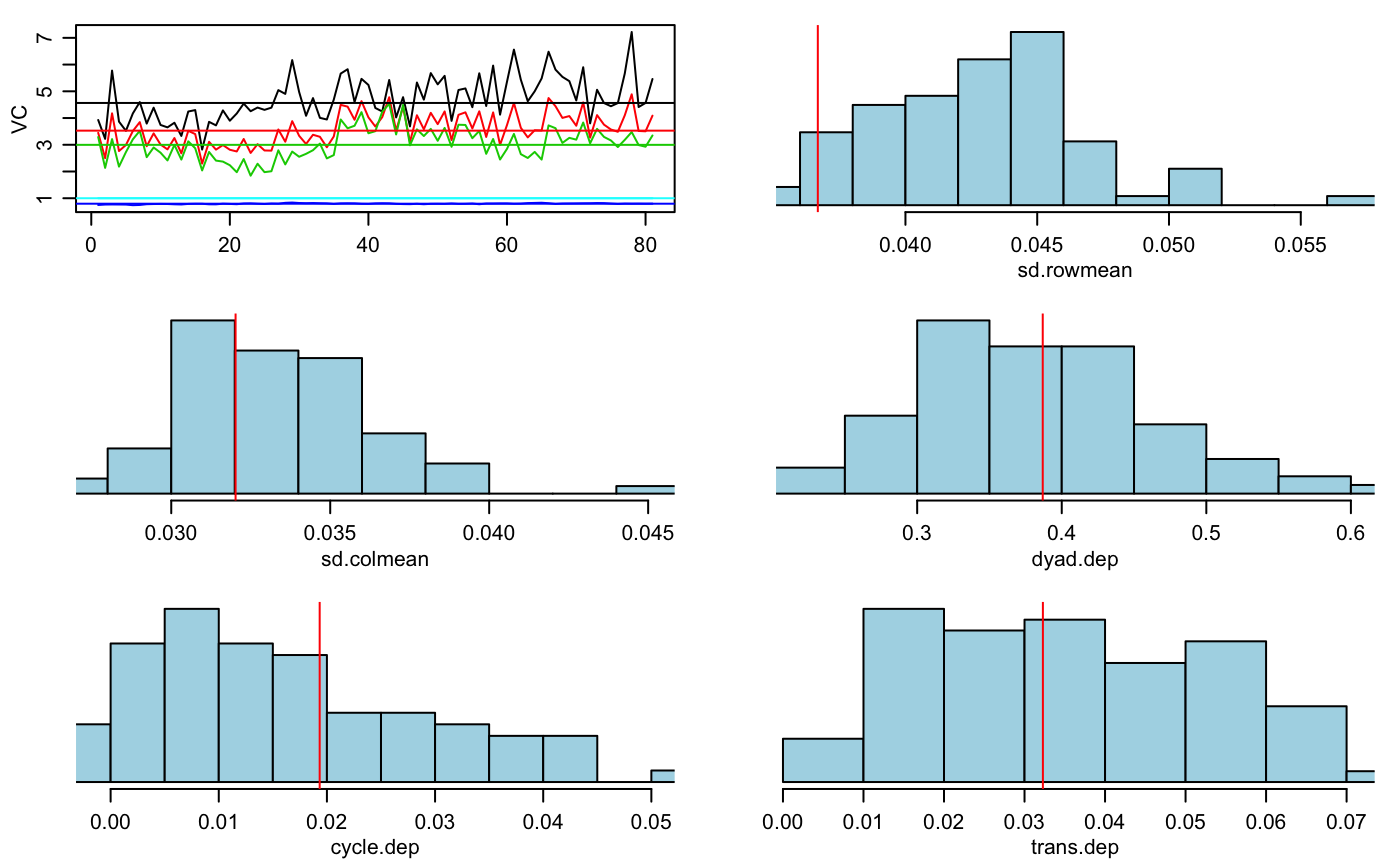 VC
7
5
3
1
0 20 40 60 80
0.040 0.045 0.050 0.055
sd.rowmean
0.030 0.035 0.040 0.045
sd.colmean
0.3 0.4 0.5 0.6
dyad.dep
0.00 0.01 0.02 0.03 0.04 0.05
cycle.dep
0.00 0.01 0.02 0.03 0.04 0.05 0.06 0.07
trans.dep